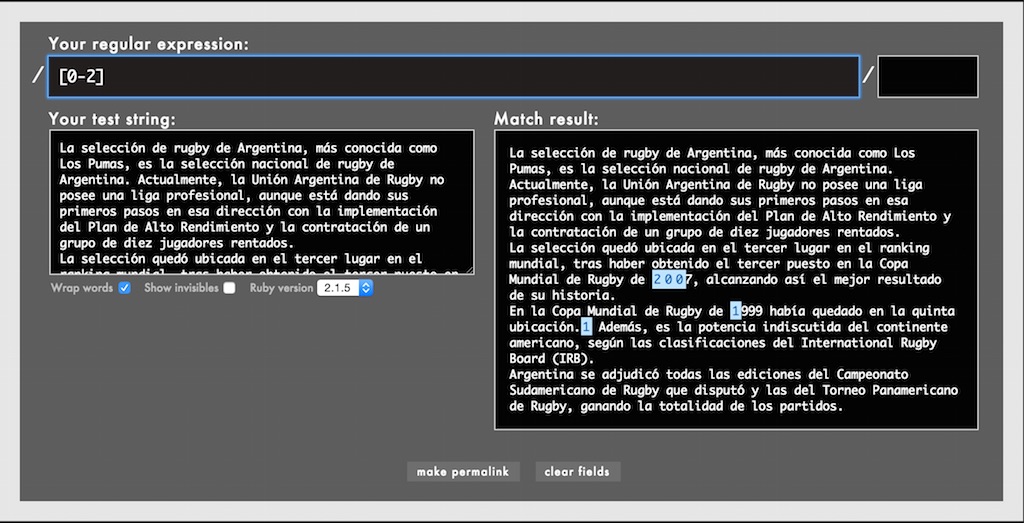 Your regular expression:
/ [0-2] /
Your test string:
La selección de rugby de Argentina, más conocida como
Los Pumas, es la selección nacional de rugby de
Argentina. Actualmente, la Unión Argentina de Rugby no
posee una liga profesional, aunque está dando sus
primeros pasos en esa dirección con la implementación
del Plan de Alto Rendimiento y la contratación de un
grupo de diez jugadores rentados.
La selección quedó ubicada en el tercer lugar en el
ranking mundial, tras haber obtenido el tercer puesto en
Wrap words Show invisibles Ruby version 2.1.5
Match result:
La selección de rugby de Argentina, más conocida como Los
Pumas, es la selección nacional de rugby de Argentina.
Actualmente, la Unión Argentina de Rugby no posee una liga
profesional, aunque está dando sus primeros pasos en esa
dirección con la implementación del Plan de Alto Rendimiento y
la contratación de un grupo de diez jugadores rentados.
La selección quedó ubicada en el tercer lugar en el ranking
mundial, tras haber obtenido el tercer puesto en la Copa
Mundial de Rugby de 2007, alcanzando así el mejor resultado
de su historia.
En la Copa Mundial de Rugby de 1999 había quedado en la quinta
ubicación.1 Además, es la potencia indiscutida del continente
americano, según las clasificaciones del International Rugby
Board (IRB).
Argentina se adjudicó todas las ediciones del Campeonato
Sudamericano de Rugby que disputó y las del Torneo Panamericano
de Rugby, ganando la totalidad de los partidos.
make permalink clear fields